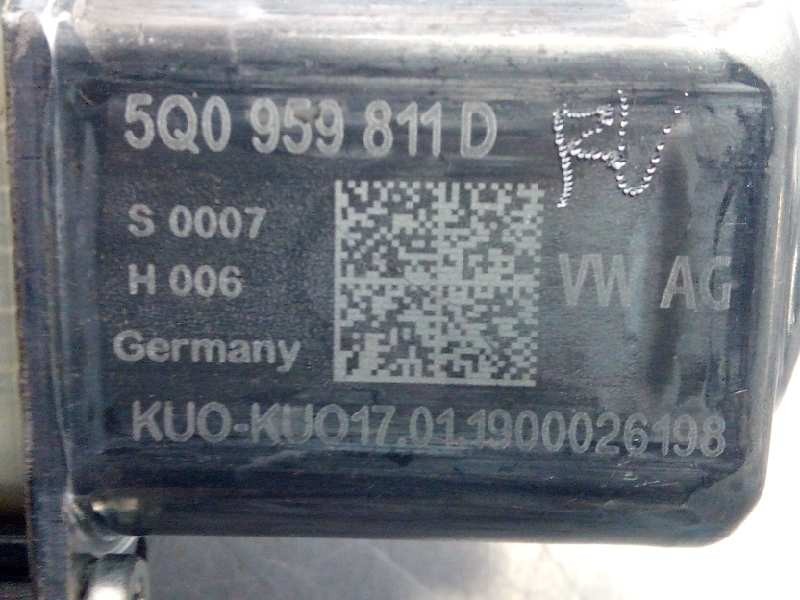 5Q0 959 811 D
S 0007
H 006
VW AG
Germany
KUO-KUO17.01.1900026198